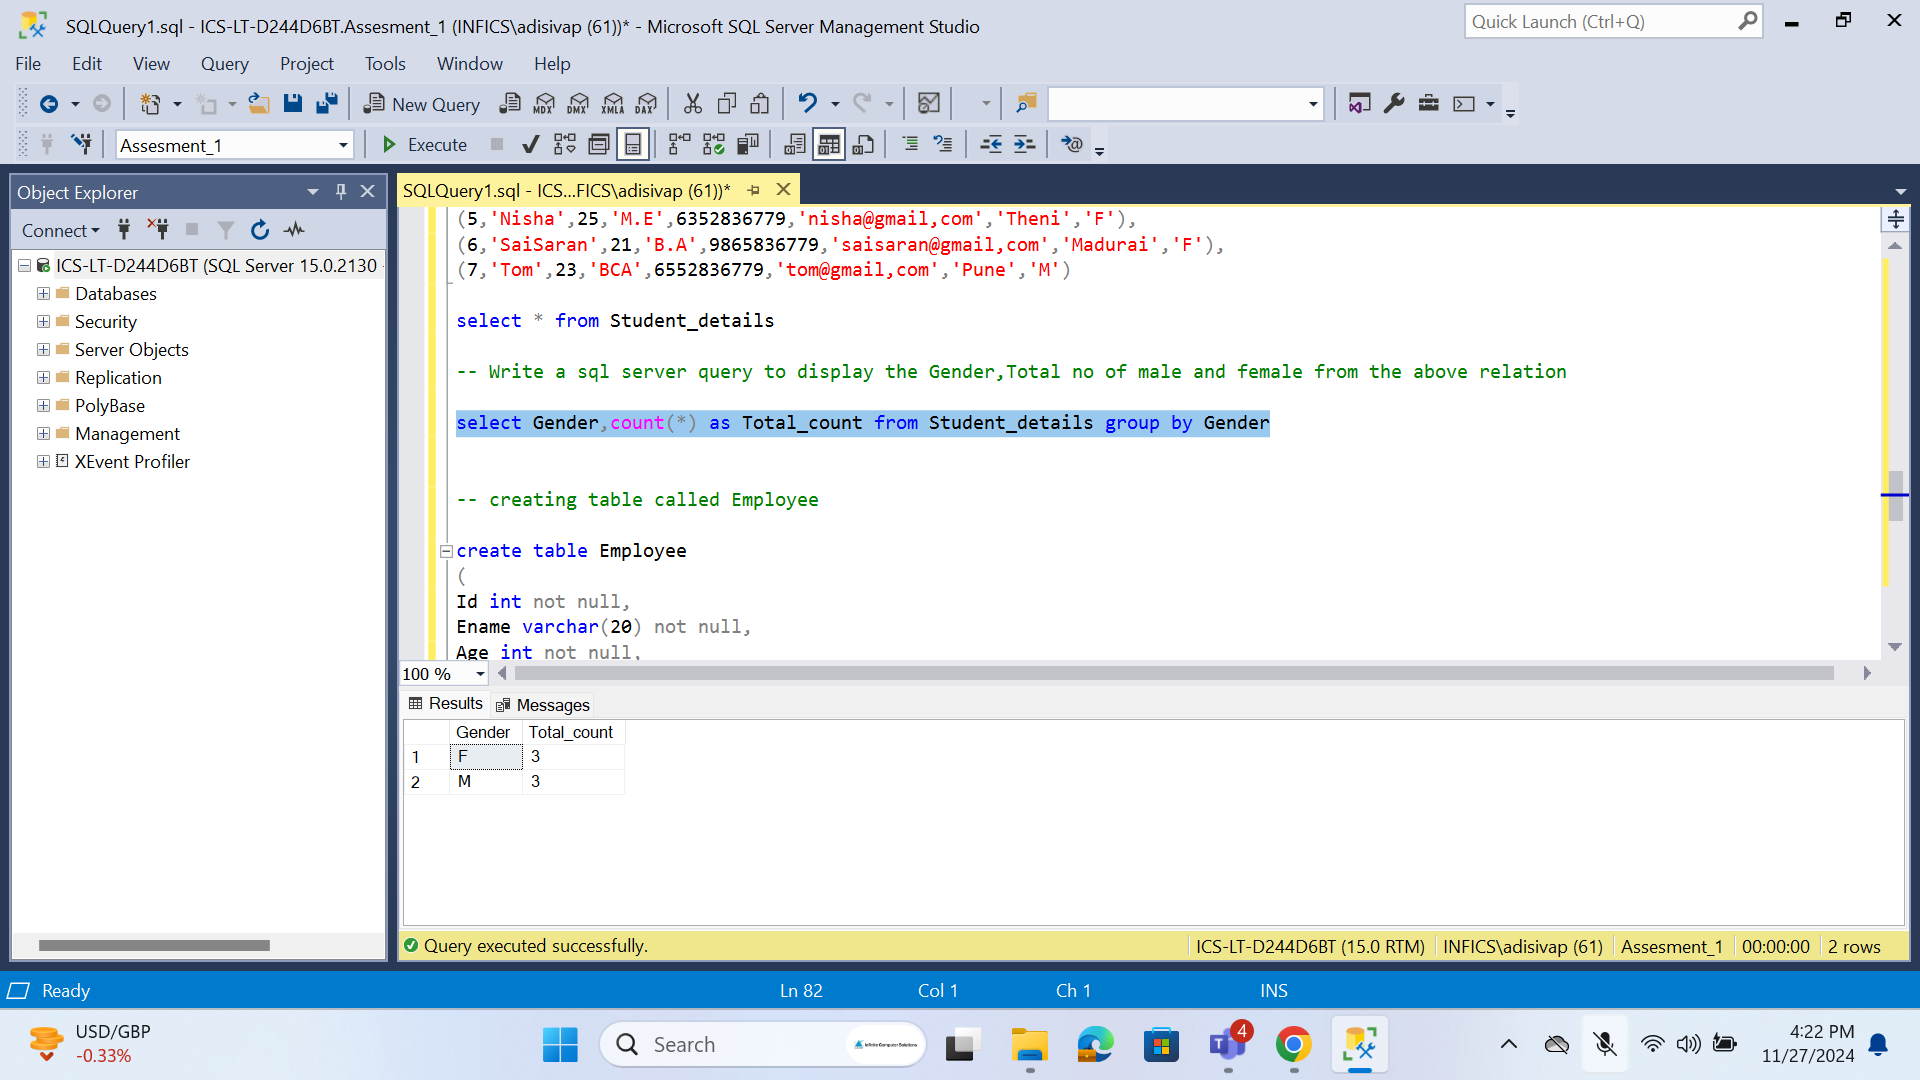 SQLQuery1.sql - ICS-LT-D244D6BT.Assesment_1 (INFICS\adisivap (61))* - Microsoft SQL Server Management Studio
Quick Launch (Ctrl+Q)
File Edit View Query Project Tools Window Help
New Query MDX DMX XMLA DAX
Assesment_1 Execute
Object Explorer
Connect
ICS-LT-D244D6BT (SQL Server 15.0.2130
Databases
Security
Server Objects
Replication
PolyBase
Management
XEvent Profiler
SQLQuery1.sql - ICS...FICS\adisivap (61))*
(5,'Nisha',25,'M.E',6352836779,'nisha@gmail,com','Theni','F'),
(6,'SaiSaran',21,'B.A',9865836779,'saisaran@gmail,com','Madurai','F'),
(7,'Tom',23,'BCA',6552836779,'tom@gmail,com','Pune','M')
select * from Student_details
-- Write a sql server query to display the Gender,Total no of male and female from the above relation
select Gender,count(*) as Total_count from Student_details group by Gender
-- creating table called Employee
create table Employee
(
Id int not null,
Ename varchar(20) not null,
Age int not null,
100 %
Results Messages
Gender Total_count
1 F 3
2 M 3
Query executed successfully.
ICS-LT-D244D6BT (15.0 RTM) INFICS\adisivap (61) Assesment_1 00:00:00 2 rows
Ready Ln 82 Col 1 Ch 1 INS
USD/GBP
-0.33%
Search
Infinite Computer Solutions
4
4:22 PM
11/27/2024